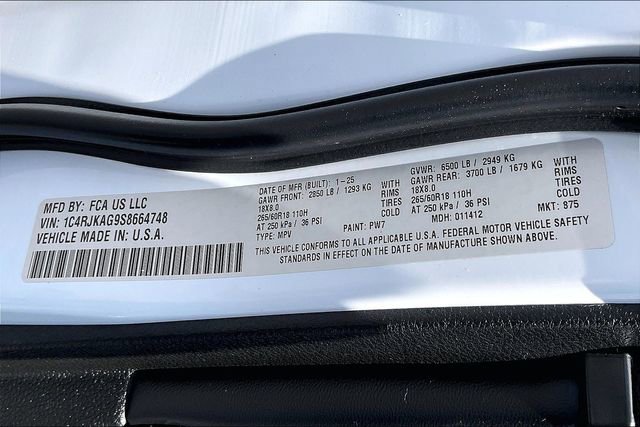 MFD BY: FCA US LLC
VIN: 1C4RJKAG9S8664748
VEHICLE MADE IN: U.S.A.
DATE OF MFR (BUILT): 1-25
GAWR FRONT: 2850 LB / 1293 KG WITH
18X8.0 RIMS
265/60R18 110H TIRES
AT 250 kPa / 36 PSI COLD
TYPE: MPV PAINT: PW7
GVWR: 6500 LB / 2949 KG
GAWR REAR: 3700 LB / 1679 KG WITH
18X8.0 RIMS
265/60R18 110H TIRES
AT 250 kPa / 36 PSI COLD
MDH: 011412 MKT: 975
THIS VEHICLE CONFORMS TO ALL APPLICABLE U.S.A. FEDERAL MOTOR VEHICLE SAFETY
STANDARDS IN EFFECT ON THE DATE OF MANUFACTURE SHOWN ABOVE.